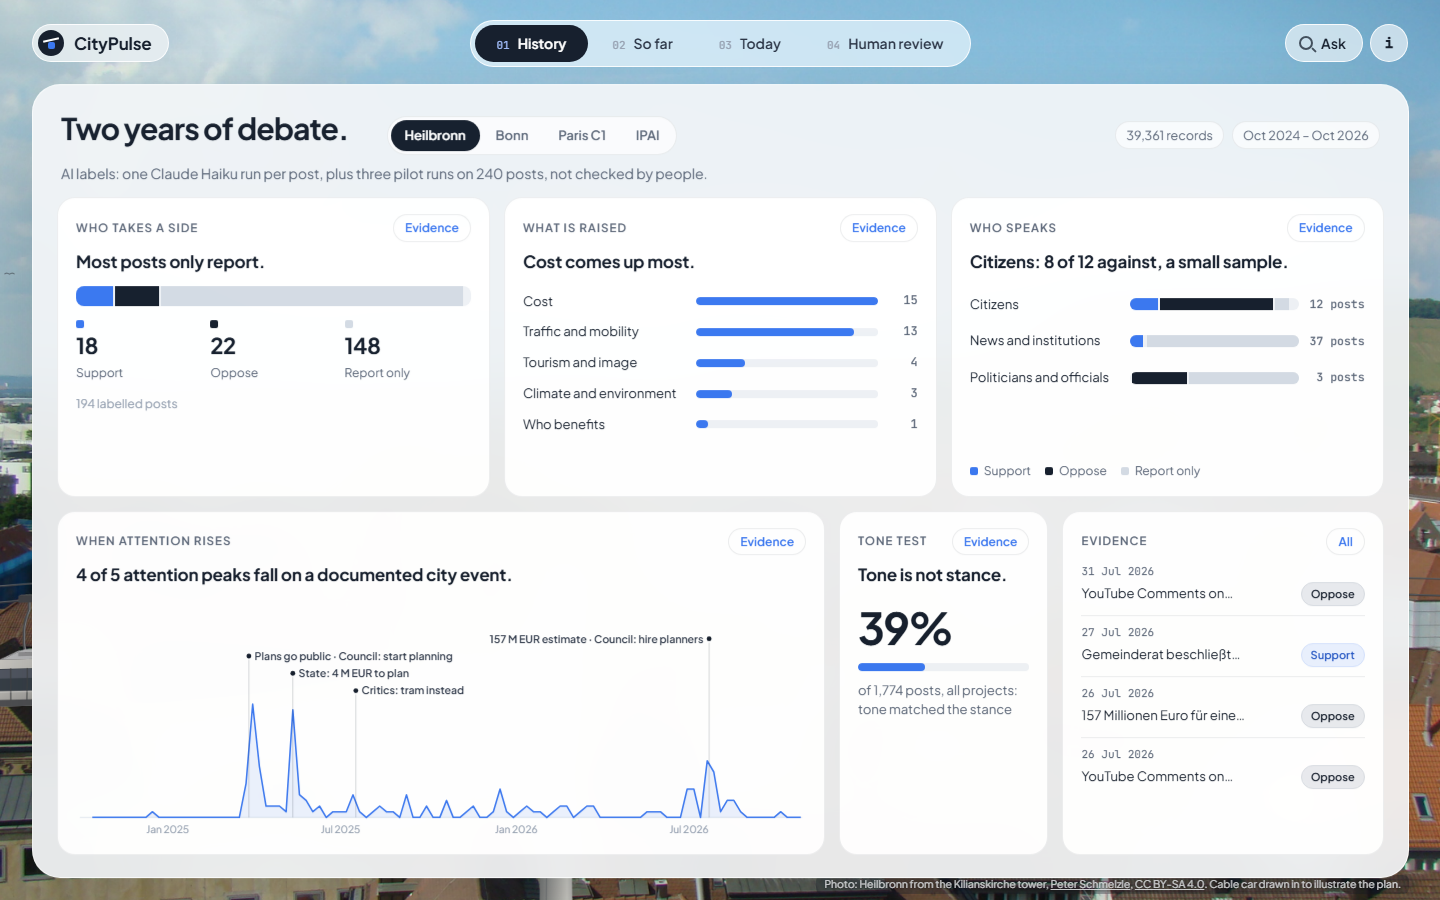 CityPulse
01 History
02 So far
03 Today
04 Human review
Ask
i
Two years of debate.
Heilbronn
Bonn
Paris C1
IPAI
39,361 records
Oct 2024 – Oct 2026
AI labels: one Claude Haiku run per post, plus three pilot runs on 240 posts, not checked by people.
WHO TAKES A SIDE
Evidence
Most posts only report.
18
22
148
Support
Oppose
Report only
194 labelled posts
WHAT IS RAISED
Evidence
Cost comes up most.
Cost 15
Traffic and mobility 13
Tourism and image 4
Climate and environment 3
Who benefits 1
WHO SPEAKS
Evidence
Citizens: 8 of 12 against, a small sample.
Citizens 12 posts
News and institutions 37 posts
Politicians and officials 3 posts
Support
Oppose
Report only
WHEN ATTENTION RISES
Evidence
4 of 5 attention peaks fall on a documented city event.
157 M EUR estimate · Council: hire planners
Plans go public · Council: start planning
State: 4 M EUR to plan
Critics: tram instead
Jan 2025
Jul 2025
Jan 2026
Jul 2026
TONE TEST
Evidence
Tone is not stance.
39%
of 1,774 posts, all projects:
tone matched the stance
EVIDENCE
All
31 Jul 2026
YouTube Comments on...
Oppose
27 Jul 2026
Gemeinderat beschließt...
Support
26 Jul 2026
157 Millionen Euro für eine...
Oppose
26 Jul 2026
YouTube Comments on...
Oppose
Photo: Heilbronn from the Kilianskirche tower, Peter Schmelzle, CC BY-SA 4.0. Cable car drawn in to illustrate the plan.